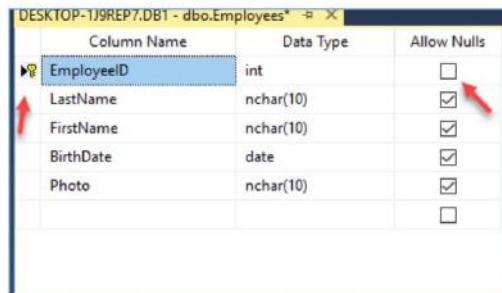 DESKTOP-1J9REP7.DB1 - dbo.Employees*
Column Name Data Type Allow Nulls
EmployeeID int
LastName nchar(10)
FirstName nchar(10)
BirthDate date
Photo nchar(10)